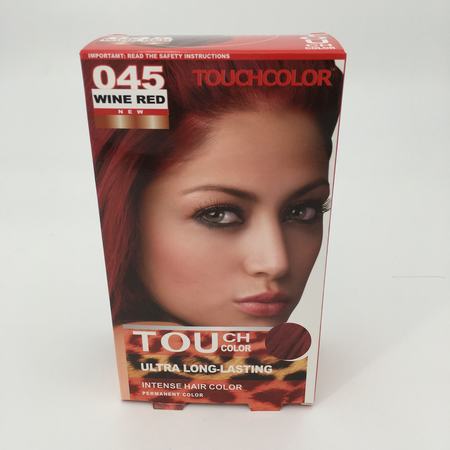 IMPORTAMT: READ THE SAFETY INSTRUCTIONS
045
WINE RED
NEW
TOUCHCOLOR
TOUCH
COLOR
ULTRA LONG-LASTING
INTENSE HAIR COLOR
PERMANENT COLOR